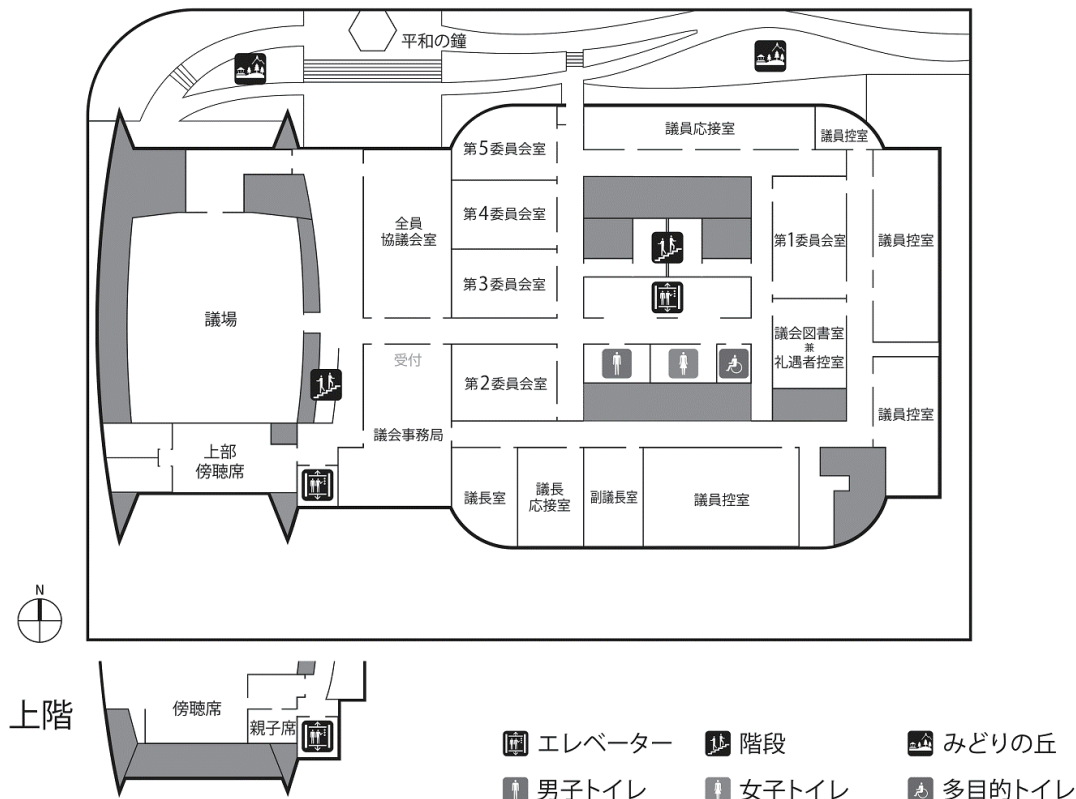 平和の鐘
議員応接室
議員控室
第5委員会室
第4委員会室
全員
協議会室
第1委員会室
議員控室
第3委員会室
議場
議会図書室
兼
礼遇者控室
受付
第2委員会室
議員控室
議会事務局
上部
傍聴席
議長室
議長
応接室
副議長室
議員控室
N
上階
傍聴席
親子席
エレベーター
階段
みどりの丘
男子トイレ
女子トイレ
多目的トイレ